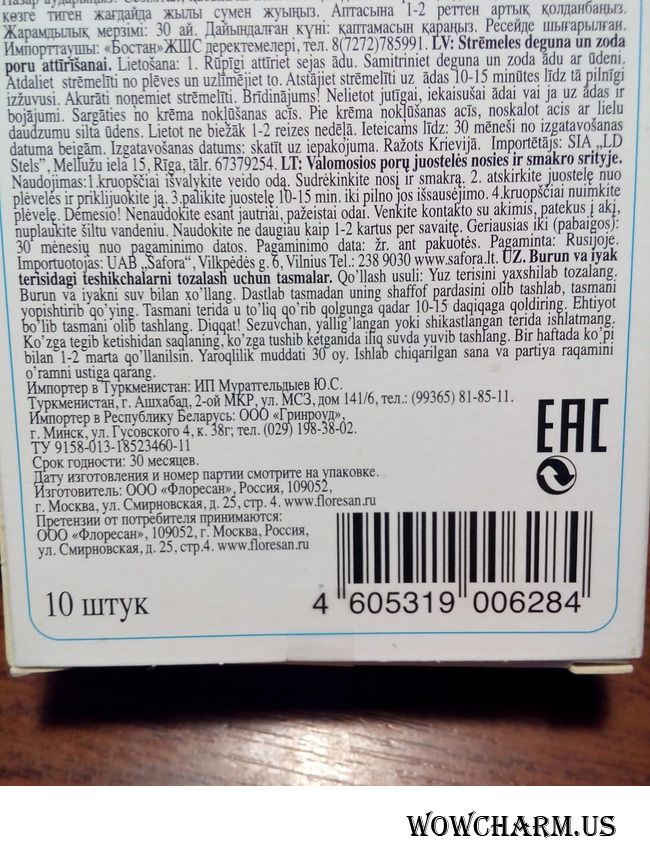 көзге тиген жағдайда жылы сумен жуыңыз. Аптасына 1-2 реттен артық қолданбаңыз.
Жарамдылық мерзімі: 30 ай. Дайындалған күні: қаптамасын қараңыз. Ресейде шығарылған.
Импорттаушы: «Бостан»ЖШС деректемелері, тел. 8(7272)785991. LV: Strēmeles deguna un zoda
poru attīrīšanai. Lietošana: 1. Rūpīgi attīriet sejas ādu. Samitriniet deguna un zoda ādu ar ūdeni.
Atdaliet strēmelīti no plēves un uzlīmējiet to. Atstājiet strēmelīti uz ādas 10-15 minūtes līdz tā pilnīgi
izžuvusi. Akurāti noņemiet strēmelīti. Brīdinājums! Nelietot jutīgai, iekaisušai ādai vai ja uz ādas ir
bojājumi. Sargāties no krēma nokļūšanas acīs. Pie krēma nokļūšanas acīs, noskalot acis ar lielu
daudzumu siltā ūdens. Lietot ne biežāk 1-2 reizes nedēļā. Ieteicams līdz: 30 mēneši no izgatavošanas
datuma beigām. Izgatavošanas datums: skatīt uz iepakojuma. Ražots Krievijā. Importētājs: SIA „LD
Stels”, Mellužu ielā 15, Rīga, tālr. 67379254. LT: Valomosios porų juostelės nosies ir smakro srityje.
Naudojimas:1.kruopščiai išvalykite veido odą. Sudrėkinkite nosį ir smakrą. 2. atskirkite juostelę nuo
plėvelės ir priklijuokite ją. 3.palikite juostelę 10-15 min. iki pilno jos išsausėjimo. 4.kruopščiai nuimkite
plėvelę. Dėmesio! Nenaudokite esant jautriai, pažeistai odai. Venkite kontakto su akimis, patekus į akį,
nuplaukite šiltu vandeniu. Naudokite ne daugiau kaip 1-2 kartus per savaitę. Geriausias iki (pabaigos):
30 mėnesių nuo pagaminimo datos. Pagaminimo data: žr. ant pakuotės. Pagaminta: Rusijoje.
Importuotojas: UAB „Safora”, Vilkpėdės g. 6, Vilnius Tel.: 238 9030 www.safora.lt. UZ. Burun va iyak
terisidagi teshikchalarni tozalash uchun tasmalar. Qo'llash usuli: Yuz terisini yaxshilab tozalang.
Burun va iyakni suv bilan xo'llang. Dastlab tasmadan uning shaffof pardasini olib tashlab, tasmani
yopishtirib qo'ying. Tasmani terida u to'liq qo'rib qolgunga qadar 10-15 daqiqaga qoldiring. Ehtiyot
bo'lib tasmani olib tashlang. Diqqat! Sezuvchan, yallig'langan yoki shikastlangan terida ishlatmang.
Ko'zga tegib ketishidan saqlaning, ko'zga tushib ketganida iliq suvda yuvib tashlang. Bir haftada ko'pi
bilan 1-2 marta qo'llanilsin. Yaroqlilik muddati 30 oy. Ishlab chiqarilgan sana va partiya raqamini
o'ramni ustiga qarang.
Импортер в Туркменистан: ИП Мураттельдыев Ю.С.
Туркменистан, г. Ашхабад, 2-ой МКР, ул. МСЗ, дом 141/6, тел.: (99365) 81-85-11.
Импортер в Республику Беларусь: ООО «Гринроуд»,
г. Минск, ул. Гусовского 4, к. 38г; тел. (029) 198-38-02.
ТУ 9158-013-18523460-11
Срок годности: 30 месяцев.
Дату изготовления и номер партии смотрите на упаковке.
Изготовитель: ООО «Флоресан», Россия, 109052,
г. Москва, ул. Смирновская, д. 25, стр. 4. www.floresan.ru
Претензии от потребителя принимаются:
ООО «Флоресан», 109052, г. Москва, Россия,
ул. Смирновская, д. 25, стр.4. www.floresan.ru
EAC
10 штук
4 605319 006284
WOWCHARM.US